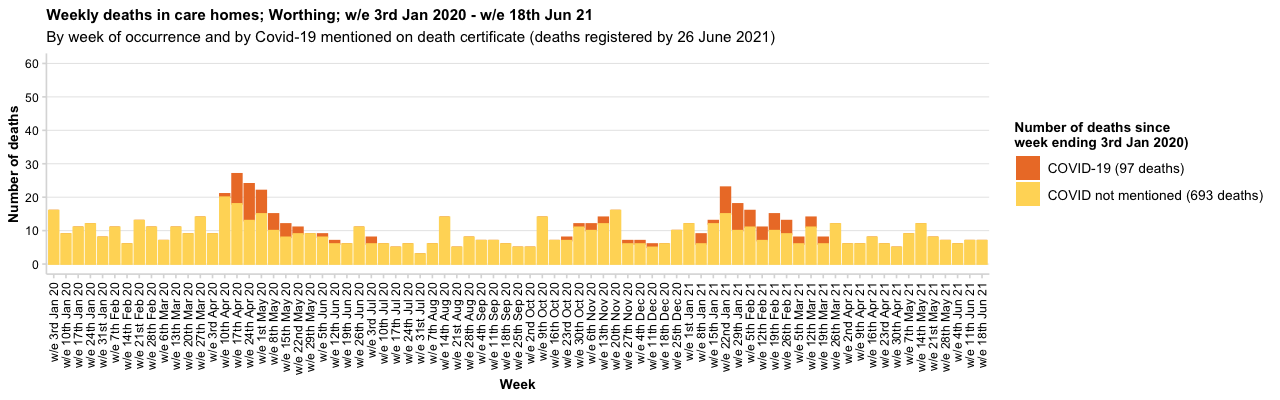 Weekly deaths in care homes; Worthing; w/e 3rd Jan 2020 - w/e 18th Jun 21
By week of occurrence and by Covid-19 mentioned on death certificate (deaths registered by 26 June 2021)
Number of deaths
60
50
40
30
20
10
0
w/e 3rd Jan 20
w/e 10th Jan 20
w/e 17th Jan 20
w/e 24th Jan 20
w/e 31st Jan 20
w/e 7th Feb 20
w/e 14th Feb 20
w/e 21st Feb 20
w/e 28th Feb 20
w/e 6th Mar 20
w/e 13th Mar 20
w/e 20th Mar 20
w/e 27th Mar 20
w/e 3rd Apr 20
w/e 10th Apr 20
w/e 17th Apr 20
w/e 24th Apr 20
w/e 1st May 20
w/e 8th May 20
w/e 15th May 20
w/e 22nd May 20
w/e 29th May 20
w/e 5th Jun 20
w/e 12th Jun 20
w/e 19th Jun 20
w/e 26th Jun 20
w/e 3rd Jul 20
w/e 10th Jul 20
w/e 17th Jul 20
w/e 24th Jul 20
w/e 31st Jul 20
w/e 7th Aug 20
w/e 14th Aug 20
w/e 21st Aug 20
w/e 28th Aug 20
w/e 4th Sep 20
w/e 11th Sep 20
w/e 18th Sep 20
w/e 25th Sep 20
w/e 2nd Oct 20
w/e 9th Oct 20
w/e 16th Oct 20
w/e 23rd Oct 20
w/e 30th Oct 20
w/e 6th Nov 20
w/e 13th Nov 20
w/e 20th Nov 20
w/e 27th Nov 20
w/e 4th Dec 20
w/e 11th Dec 20
w/e 18th Dec 20
w/e 25th Dec 20
w/e 1st Jan 21
w/e 8th Jan 21
w/e 15th Jan 21
w/e 22nd Jan 21
w/e 29th Jan 21
w/e 5th Feb 21
w/e 12th Feb 21
w/e 19th Feb 21
w/e 26th Feb 21
w/e 5th Mar 21
w/e 12th Mar 21
w/e 19th Mar 21
w/e 26th Mar 21
w/e 2nd Apr 21
w/e 9th Apr 21
w/e 16th Apr 21
w/e 23rd Apr 21
w/e 30th Apr 21
w/e 7th May 21
w/e 14th May 21
w/e 21st May 21
w/e 28th May 21
w/e 4th Jun 21
w/e 11th Jun 21
w/e 18th Jun 21
Week
Number of deaths since
week ending 3rd Jan 2020)
COVID-19 (97 deaths)
COVID not mentioned (693 deaths)